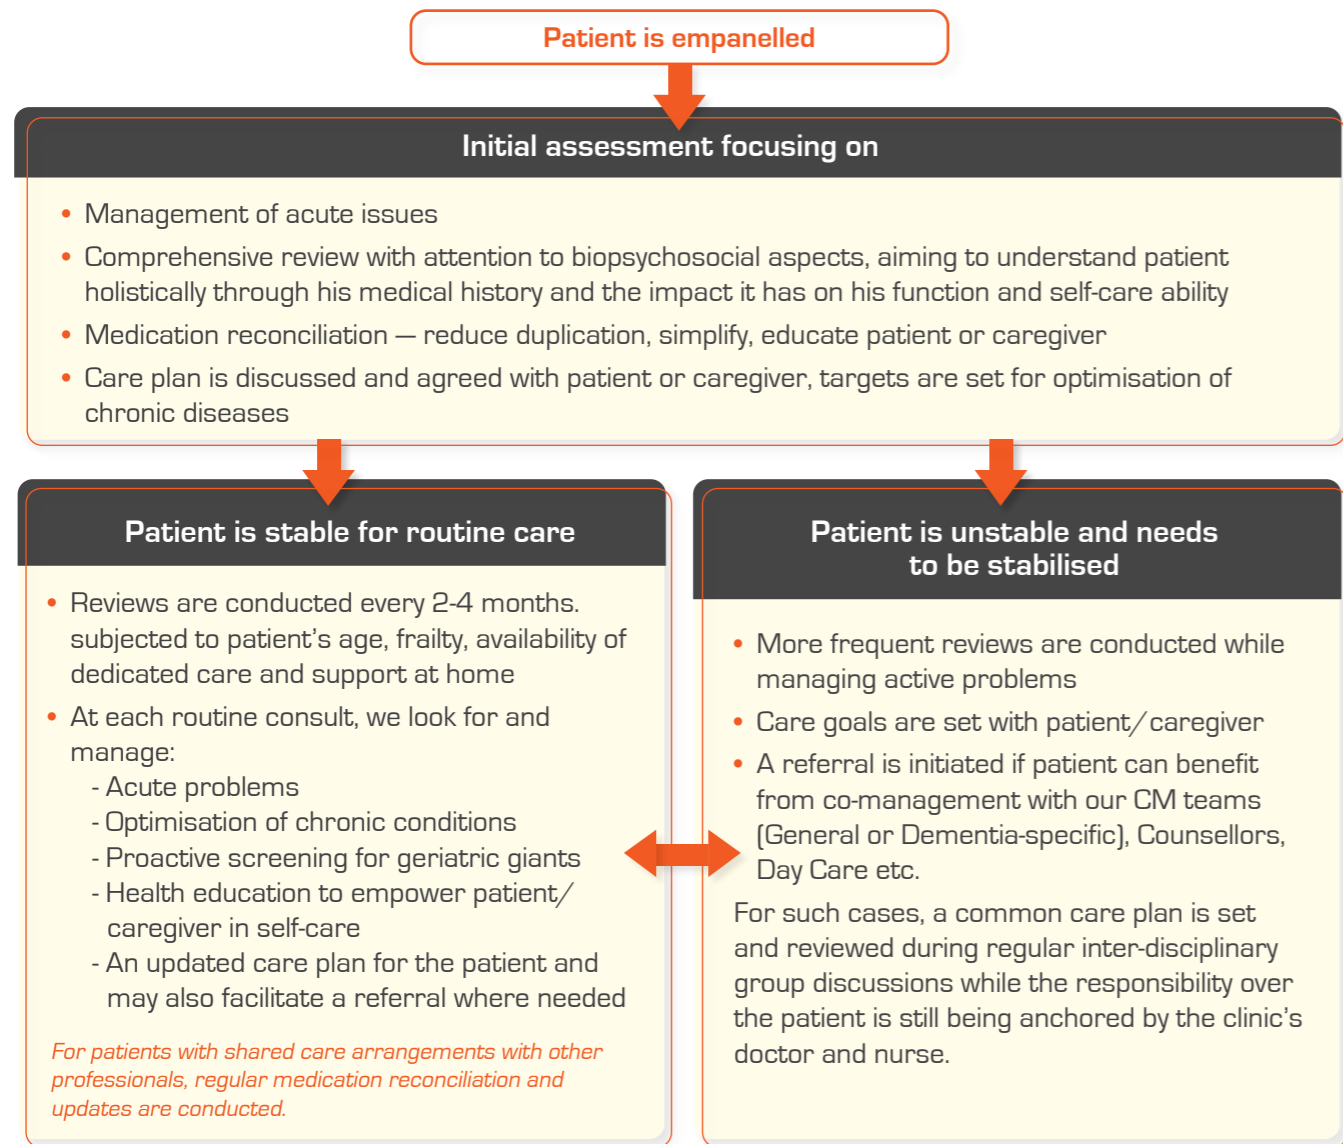 Patient is empanelled
Initial assessment focusing on
• Management of acute issues
• Comprehensive review with attention to biopsychosocial aspects, aiming to understand patient
holistically through his medical history and the impact it has on his function and self-care ability
• Medication reconciliation — reduce duplication, simplify, educate patient or caregiver
• Care plan is discussed and agreed with patient or caregiver, targets are set for optimisation of
chronic diseases
Patient is stable for routine care
• Reviews are conducted every 2-4 months.
subjected to patient’s age, frailty, availability of
dedicated care and support at home
• At each routine consult, we look for and
manage:
- Acute problems
- Optimisation of chronic conditions
- Proactive screening for geriatric giants
- Health education to empower patient/
caregiver in self-care
- An updated care plan for the patient and
may also facilitate a referral where needed
For patients with shared care arrangements with other
professionals, regular medication reconciliation and
updates are conducted.
Patient is unstable and needs
to be stabilised
• More frequent reviews are conducted while
managing active problems
• Care goals are set with patient/caregiver
• A referral is initiated if patient can benefit
from co-management with our CM teams
(General or Dementia-specific), Counsellors,
Day Care etc.
For such cases, a common care plan is set
and reviewed during regular inter-disciplinary
group discussions while the responsibility over
the patient is still being anchored by the clinic’s
doctor and nurse.